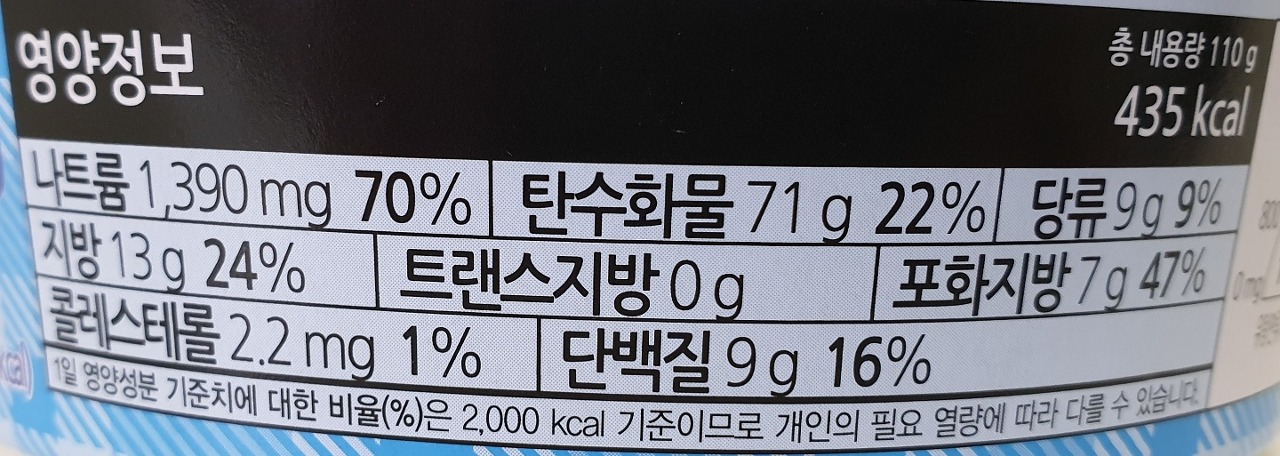 영양정보
총 내용량 110 g
435 kcal
나트륨 1,390 mg 70% 탄수화물 71 g 22% 당류 9 g 9%
지방 13 g 24% 트랜스지방 0 g 포화지방 7 g 47%
콜레스테롤 2.2 mg 1% 단백질 9 g 16%
1일 영양성분 기준치에 대한 비율(%)은 2,000 kcal 기준이므로 개인의 필요 열량에 따라 다를 수 있습니다.
kcal)
0 mg